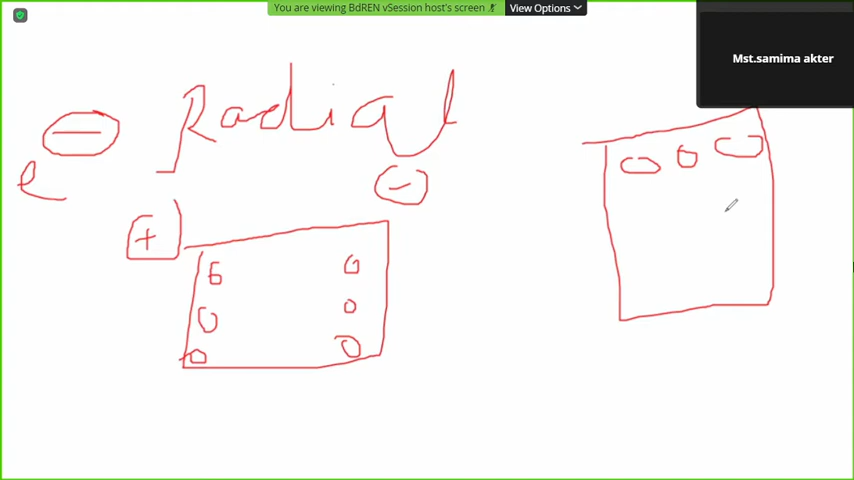 You are viewing BdREN vSession host's screen
View Options
Mst.samima akter
Radial